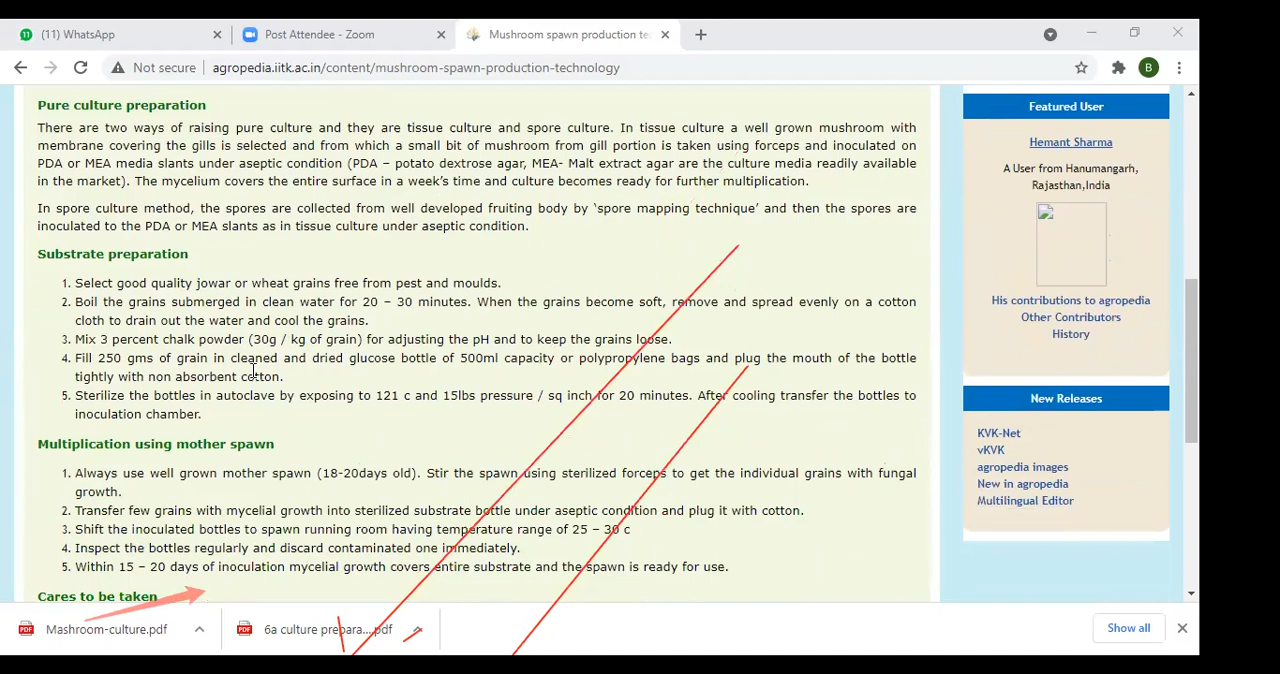 (11) WhatsApp
Post Attendee - Zoom
Mushroom spawn production te
Not secure
agropedia.iitk.ac.in/content/mushroom-spawn-production-technology
B
Pure culture preparation
There are two ways of raising pure culture and they are tissue culture and spore culture. In tissue culture a well grown mushroom with
membrane covering the gills is selected and from which a small bit of mushroom from gill portion is taken using forceps and inoculated on
PDA or MEA media slants under aseptic condition (PDA – potato dextrose agar, MEA- Malt extract agar are the culture media readily available
in the market). The mycelium covers the entire surface in a week's time and culture becomes ready for further multiplication.
In spore culture method, the spores are collected from well developed fruiting body by ‘spore mapping technique’ and then the spores are
inoculated to the PDA or MEA slants as in tissue culture under aseptic condition.
Substrate preparation
1. Select good quality jowar or wheat grains free from pest and moulds.
2. Boil the grains submerged in clean water for 20 – 30 minutes. When the grains become soft, remove and spread evenly on a cotton
cloth to drain out the water and cool the grains.
3. Mix 3 percent chalk powder (30g / kg of grain) for adjusting the pH and to keep the grains loose.
4. Fill 250 gms of grain in cleaned and dried glucose bottle of 500ml capacity or polypropylene bags and plug the mouth of the bottle
tightly with non absorbent cotton.
5. Sterilize the bottles in autoclave by exposing to 121 c and 15lbs pressure / sq inch for 20 minutes. After cooling transfer the bottles to
inoculation chamber.
Multiplication using mother spawn
1. Always use well grown mother spawn (18-20days old). Stir the spawn using sterilized forceps to get the individual grains with fungal
growth.
2. Transfer few grains with mycelial growth into sterilized substrate bottle under aseptic condition and plug it with cotton.
3. Shift the inoculated bottles to spawn running room having temperature range of 25 – 30 c
4. Inspect the bottles regularly and discard contaminated one immediately.
5. Within 15 – 20 days of inoculation mycelial growth covers entire substrate and the spawn is ready for use.
Cares to be taken
Featured User
Hemant Sharma
A User from Hanumangarh,
Rajasthan,India
His contributions to agropedia
Other Contributors
History
New Releases
KVK-Net
vKVK
agropedia images
New in agropedia
Multilingual Editor
Mashroom-culture.pdf
6a culture prepara....pdf
Show all